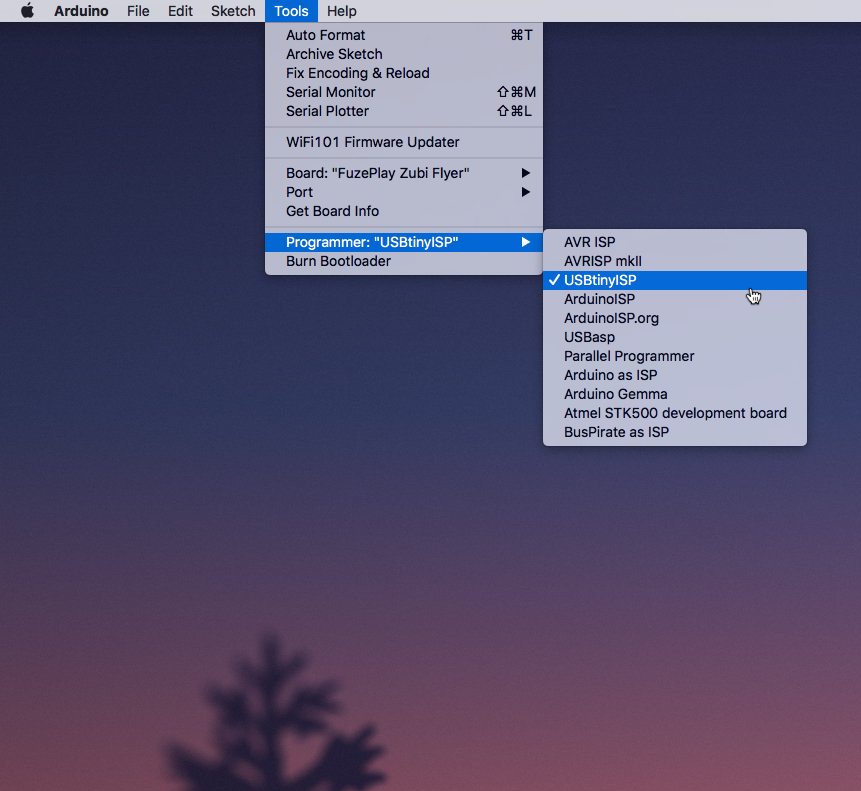 Arduino File Edit Sketch Tools Help
Auto Format ⌘T
Archive Sketch
Fix Encoding & Reload
Serial Monitor ⇧⌘M
Serial Plotter ⇧⌘L
WiFi101 Firmware Updater
Board: "FuzePlay Zubi Flyer"
Port
Get Board Info
Programmer: "USBtinyISP"
Burn Bootloader
AVR ISP
AVRISP mkII
USBtinyISP
ArduinoISP
ArduinoISP.org
USBasp
Parallel Programmer
Arduino as ISP
Arduino Gemma
Atmel STK500 development board
BusPirate as ISP